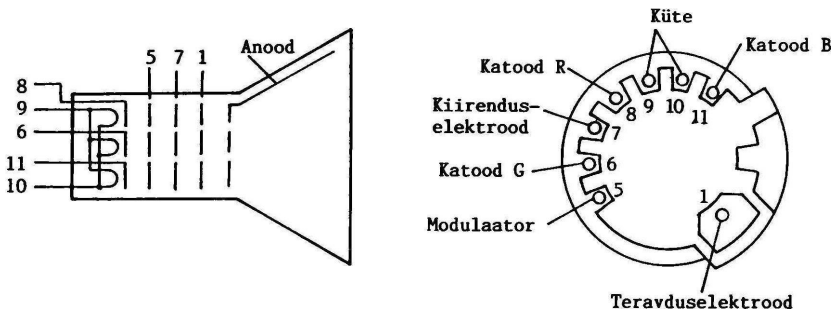 5 7 1
Anood
8
9
6
11
10
Küte
Katood B
Katood R
Kiirendus-
elektrood
Katood G
Modulaator
5
6
7
8
9
10
11
1
Teravduselektrood